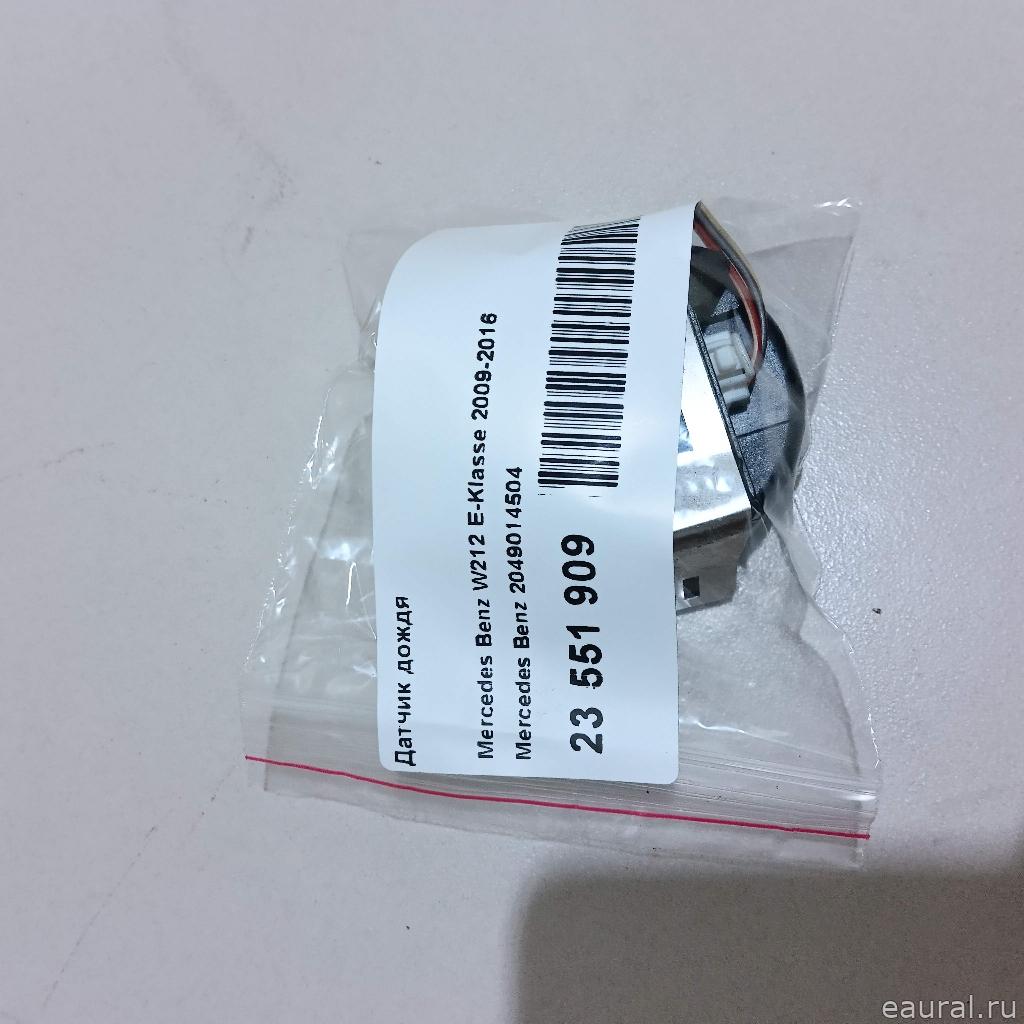 Датчик дождя
Mercedes Benz W212 E-Klasse 2009-2016
Mercedes Benz 2049014504
23 551 909
eaural.ru